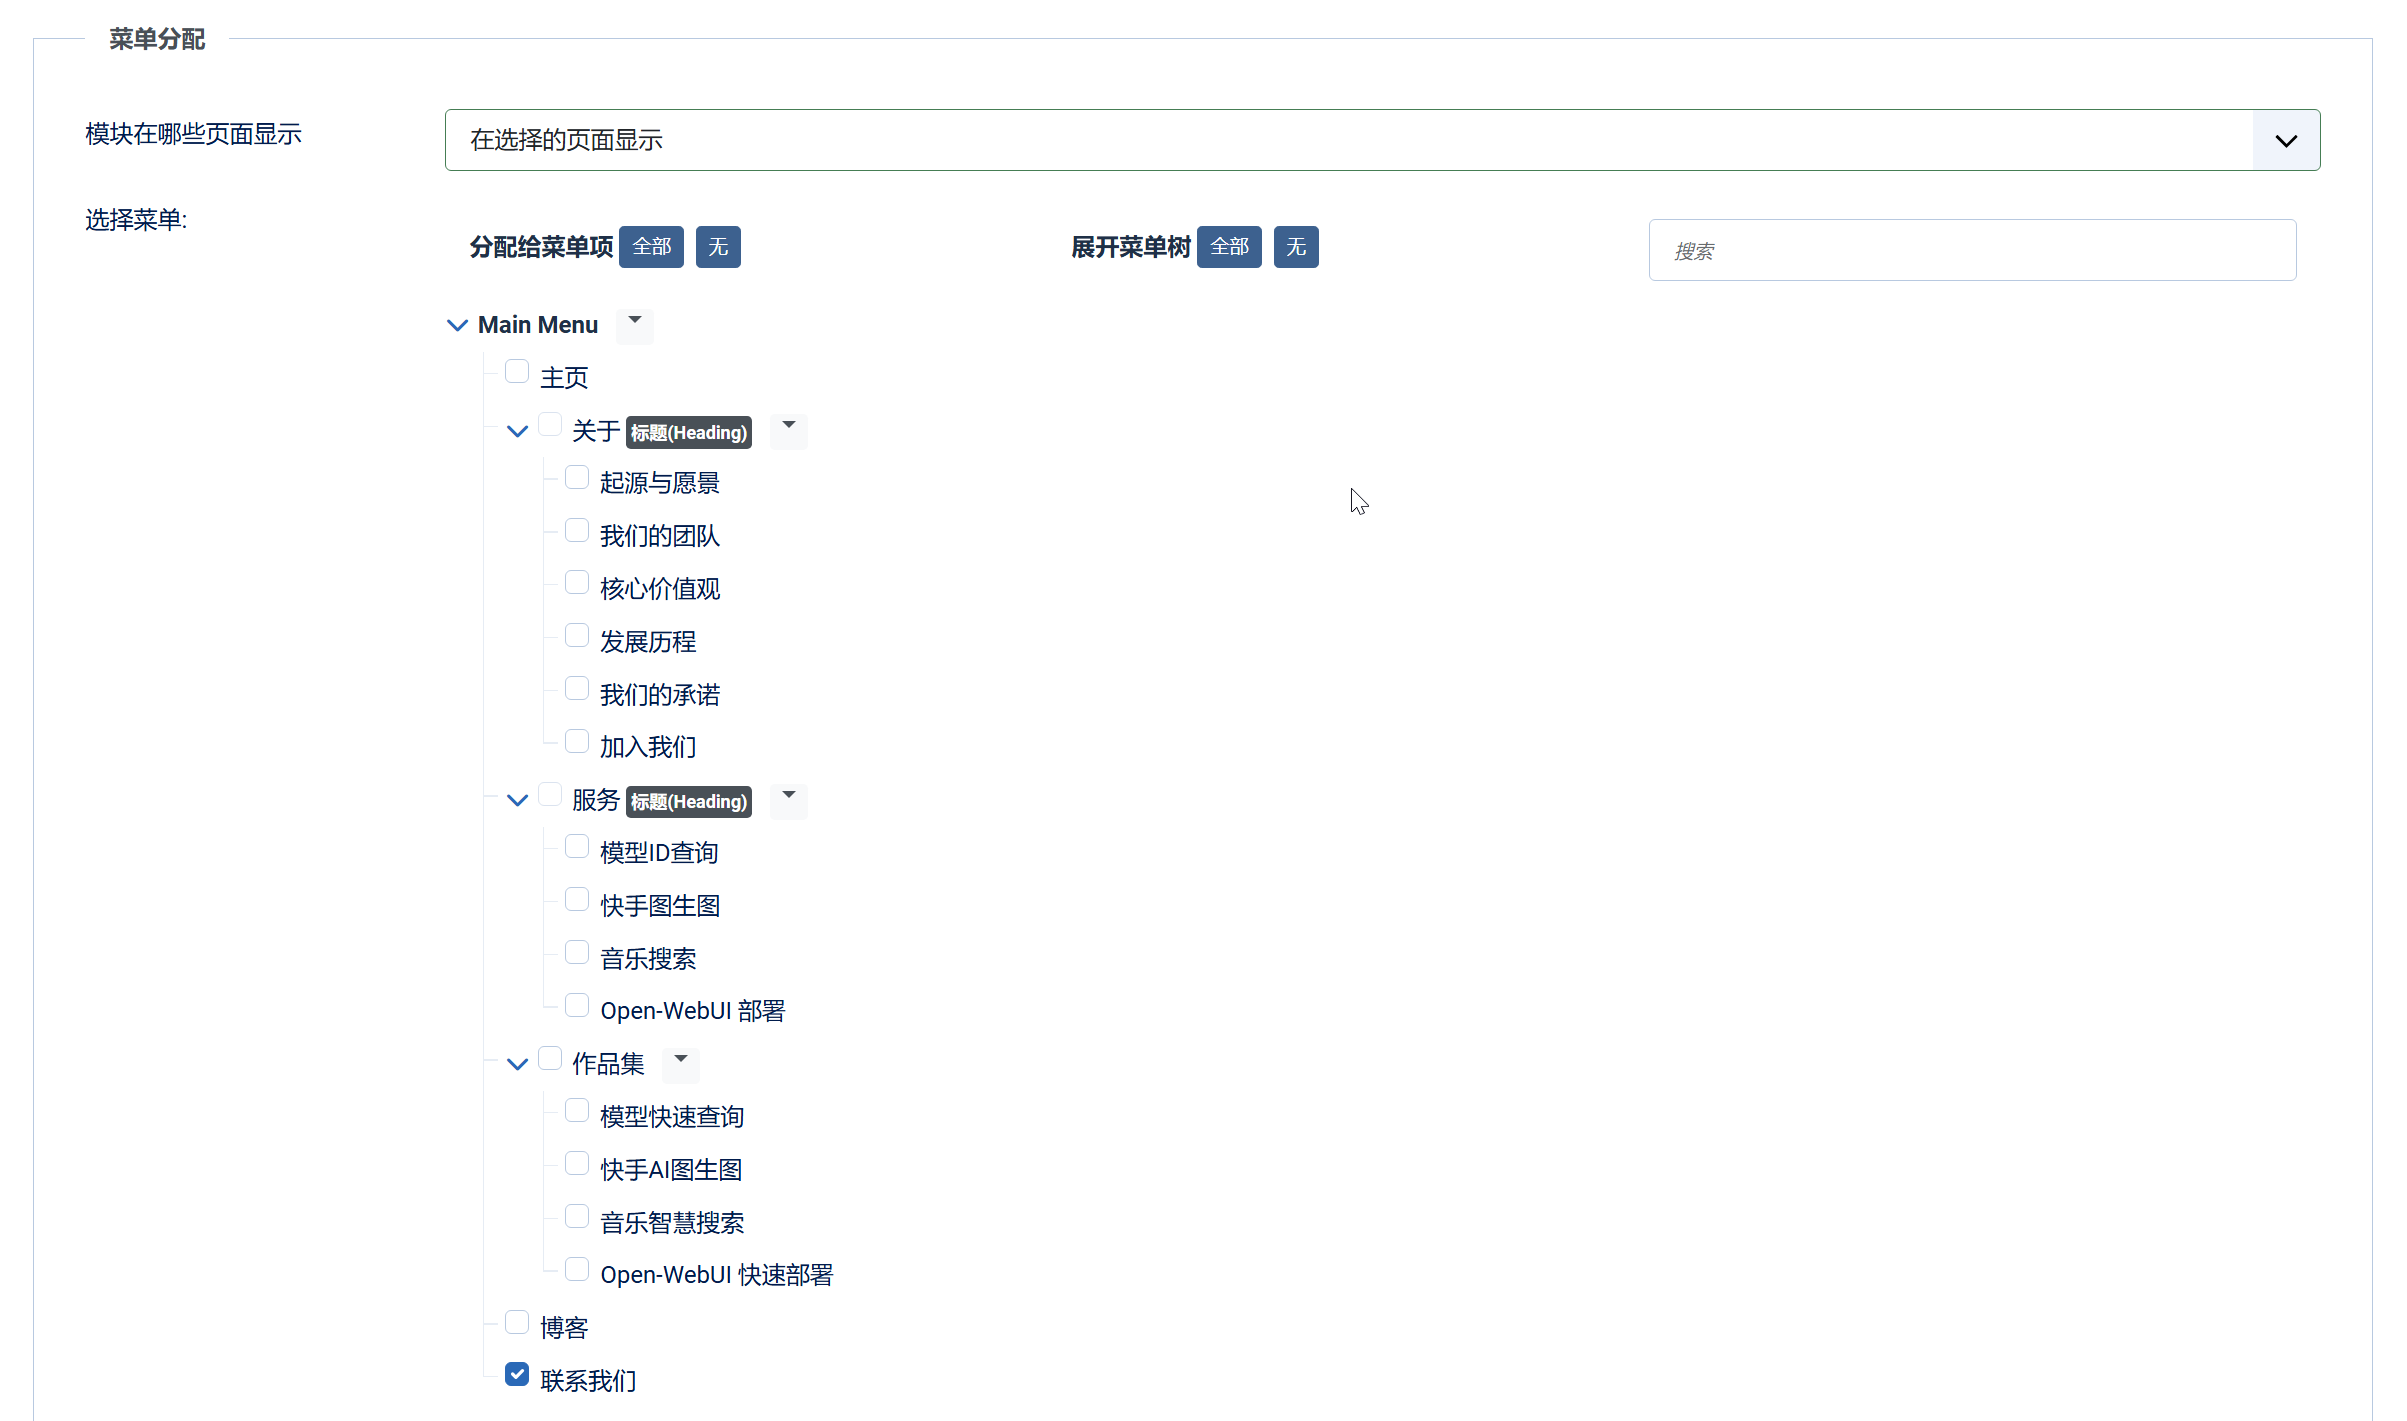 菜单分配
模块在哪些页面显示
在选择的页面显示
选择菜单:
分配给菜单项 全部 无 展开菜单树 全部 无 搜索
Main Menu
主页
关于 标题(Heading)
起源与愿景
我们的团队
核心价值观
发展历程
我们的承诺
加入我们
服务 标题(Heading)
模型ID查询
快手图生图
音乐搜索
Open-WebUI 部署
作品集
模型快速查询
快手AI图生图
音乐智慧搜索
Open-WebUI 快速部署
博客
联系我们